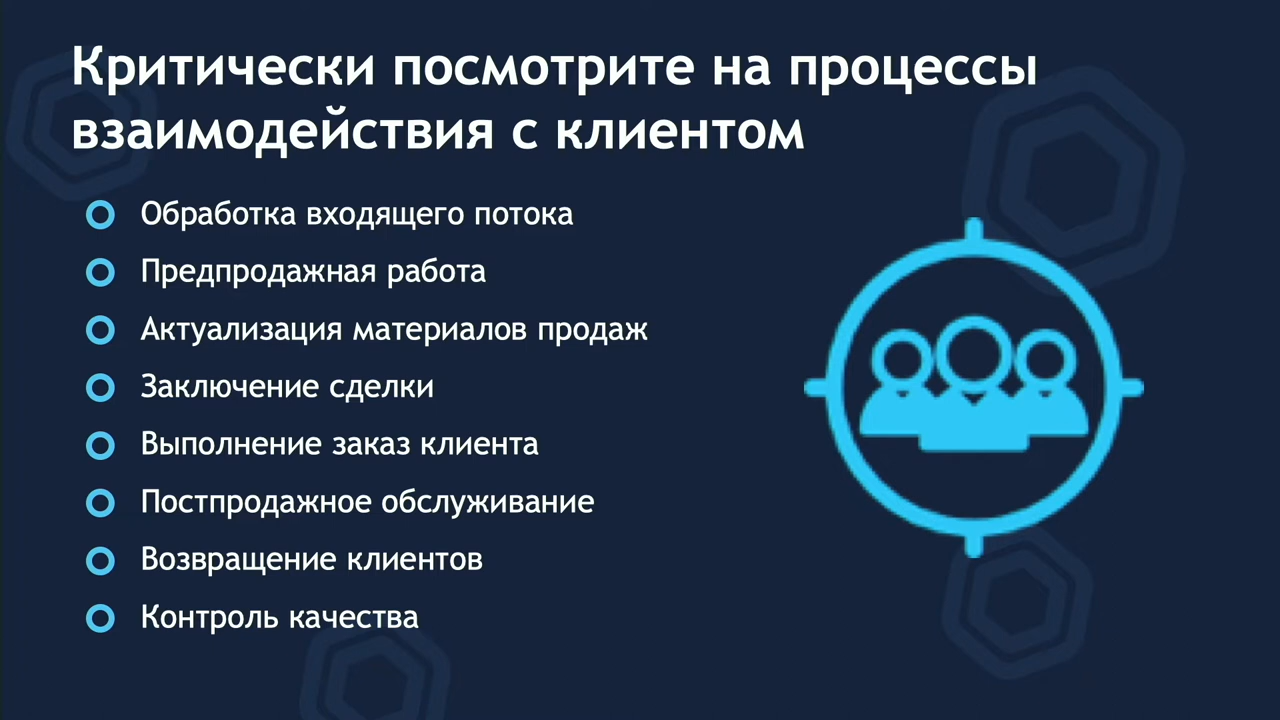 Критически посмотрите на процессы
взаимодействия с клиентом
Обработка входящего потока
Предпродажная работа
Актуализация материалов продаж
Заключение сделки
Выполнение заказ клиента
Постпродажное обслуживание
Возвращение клиентов
Контроль качества